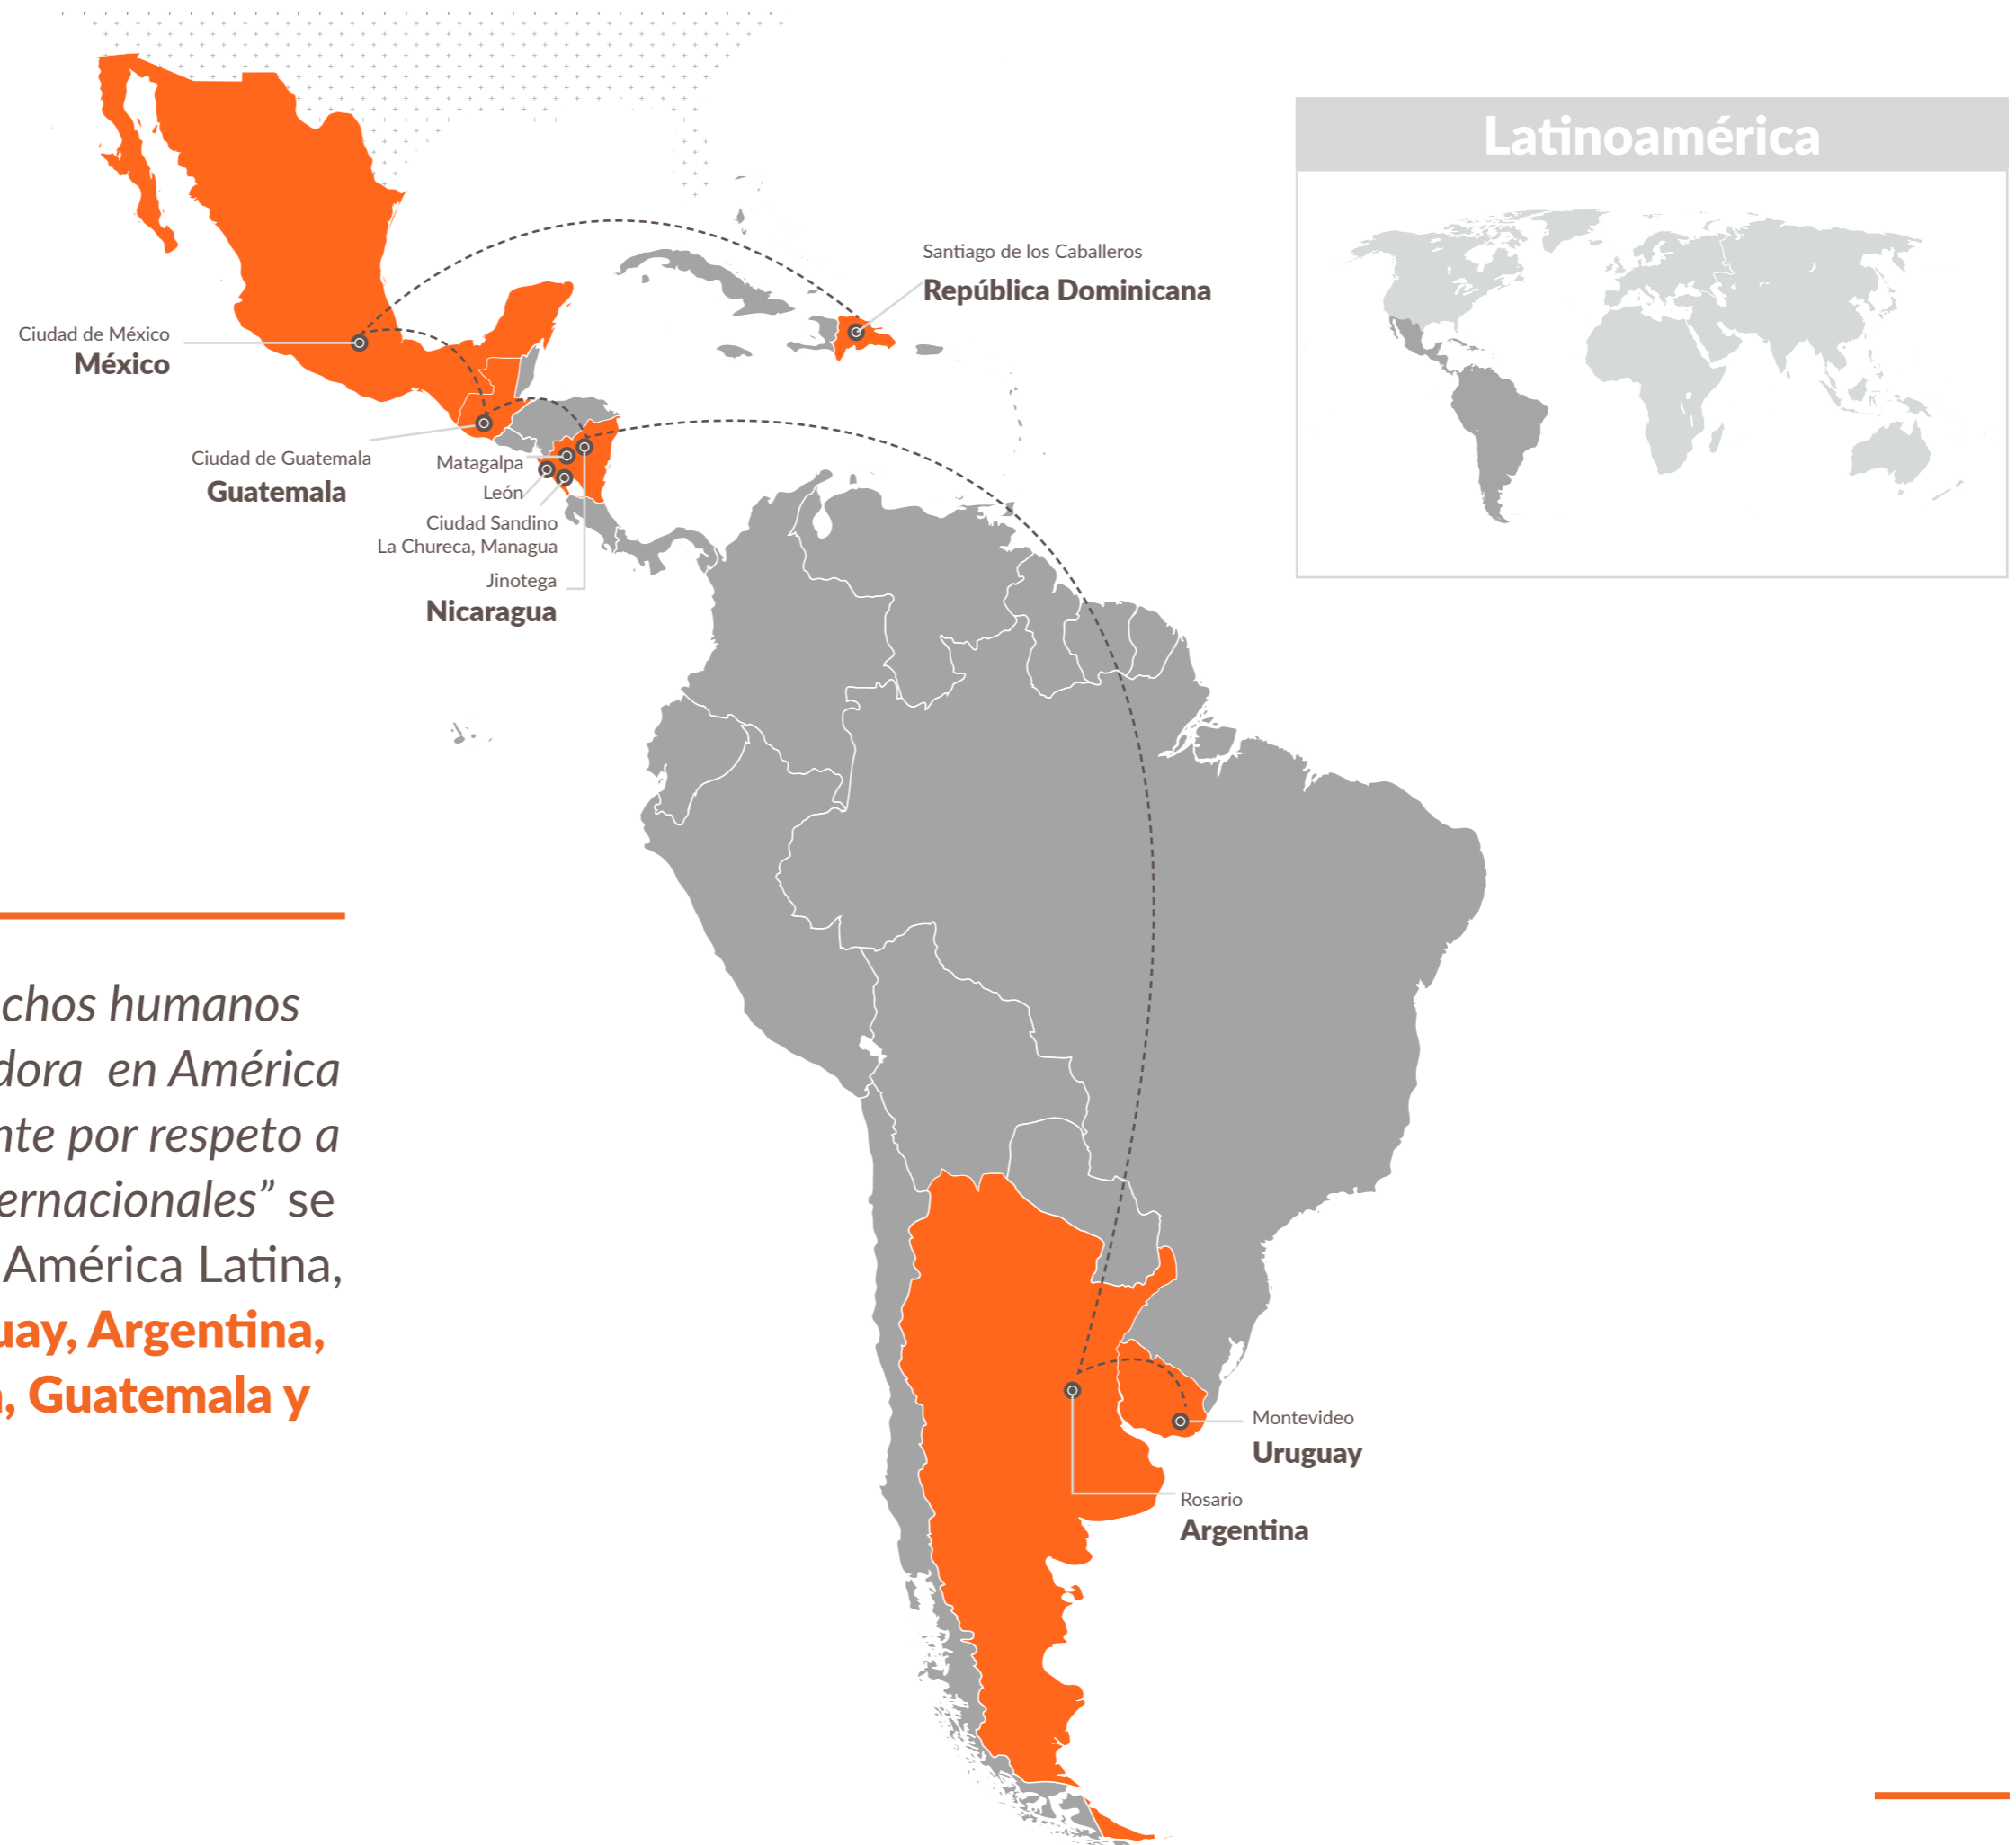 Latinoamérica
Santiago de los Caballeros
República Dominicana
Ciudad de México
México
Ciudad de Guatemala
Guatemala
Matagalpa
León
Ciudad Sandino
La Chureca, Managua
Jinotega
Nicaragua
chos humanos
dora en América
nte por respeto a
ernacionales” se
América Latina,
uay, Argentina,
, Guatemala y
Montevideo
Uruguay
Rosario
Argentina